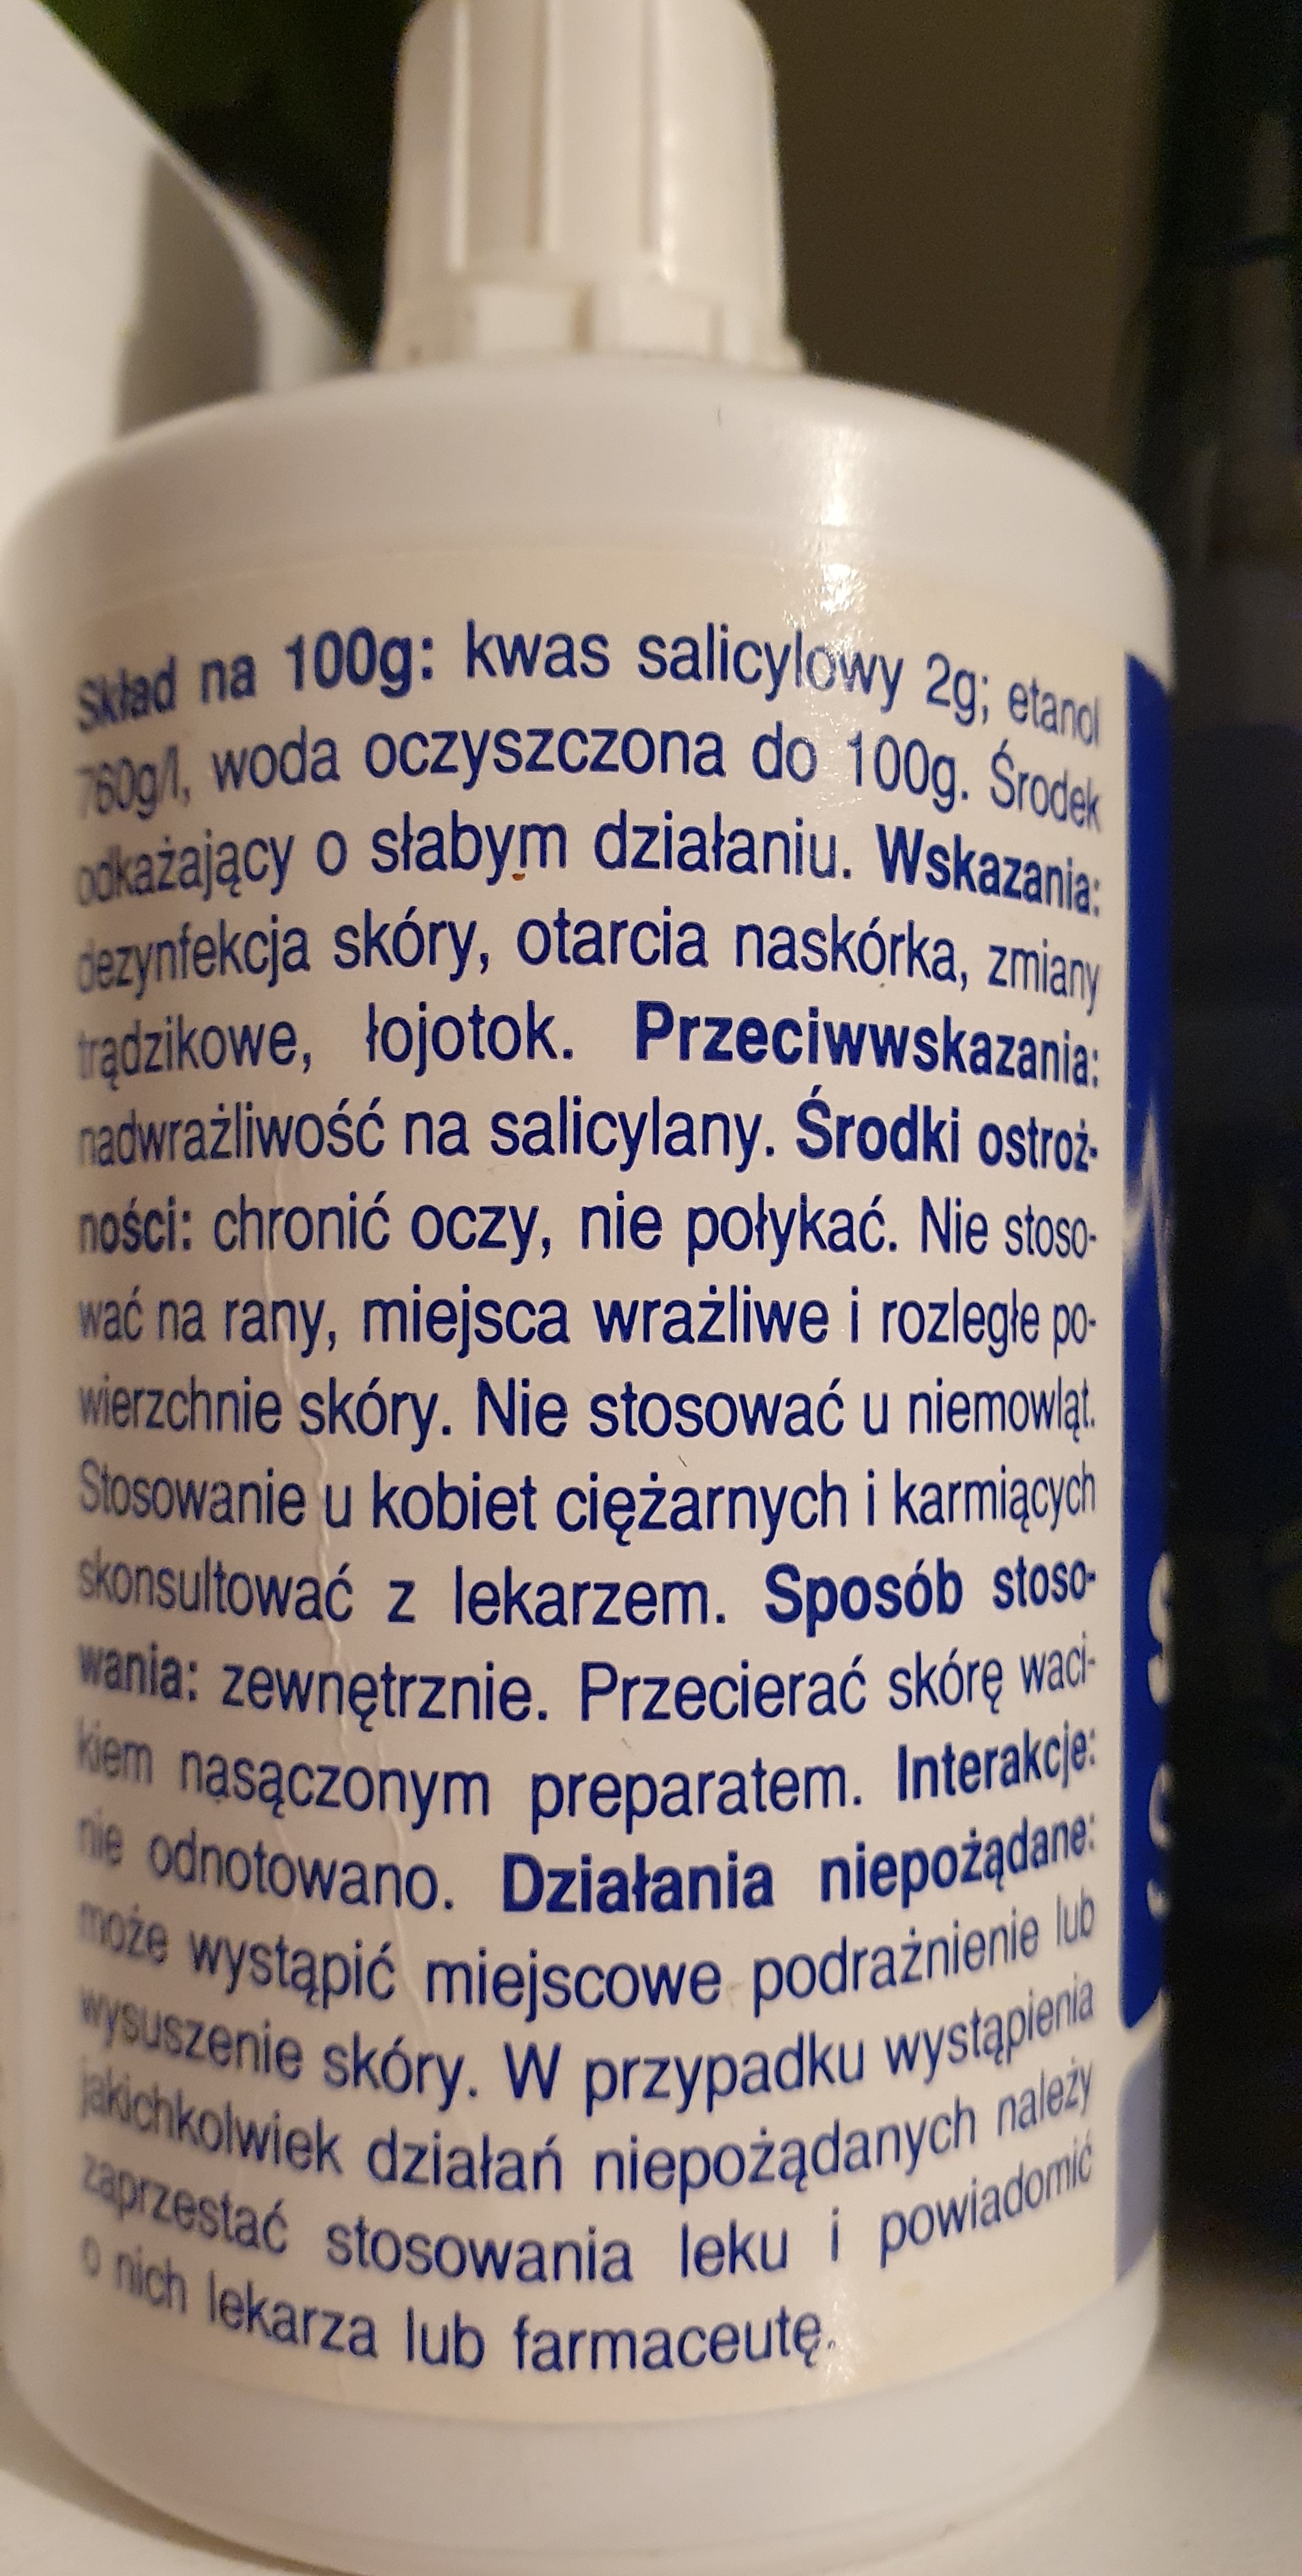 Skład na 100g: kwas salicylowy 2g; etanol
760g/l, woda oczyszczona do 100g. Środek
odkażający o słabym działaniu. Wskazania:
dezynfekcja skóry, otarcia naskórka, zmiany
trądzikowe, łojotok. Przeciwwskazania:
nadwrażliwość na salicylany. Środki ostroż-
ności: chronić oczy, nie połykać. Nie stoso-
wać na rany, miejsca wrażliwe i rozległe po-
wierzchnie skóry. Nie stosować u niemowląt.
Stosowanie u kobiet ciężarnych i karmiących
skonsultować z lekarzem. Sposób stoso-
wania: zewnętrznie. Przecierać skórę waci-
kiem nasączonym preparatem. Interakcje:
nie odnotowano. Działania niepożądane:
może wystąpić miejscowe podrażnienie lub
wysuszenie skóry. W przypadku wystąpienia
jakichkolwiek działań niepożądanych należy
zaprzestać stosowania leku i powiadomić
o nich lekarza lub farmaceutę.